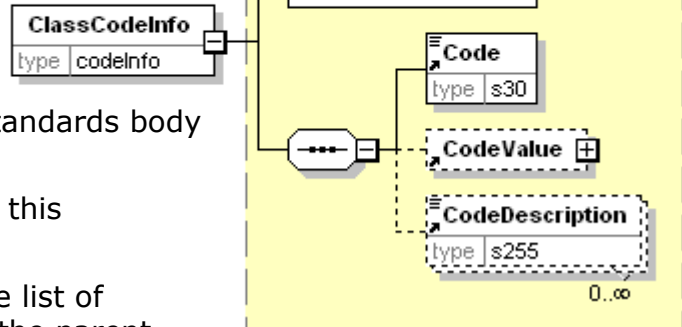 ClassCodeInfo
type codeInfo
Code
type s30
tandards body
CodeValue
this
CodeDescription
type s255
0..∞
e list of
the parent